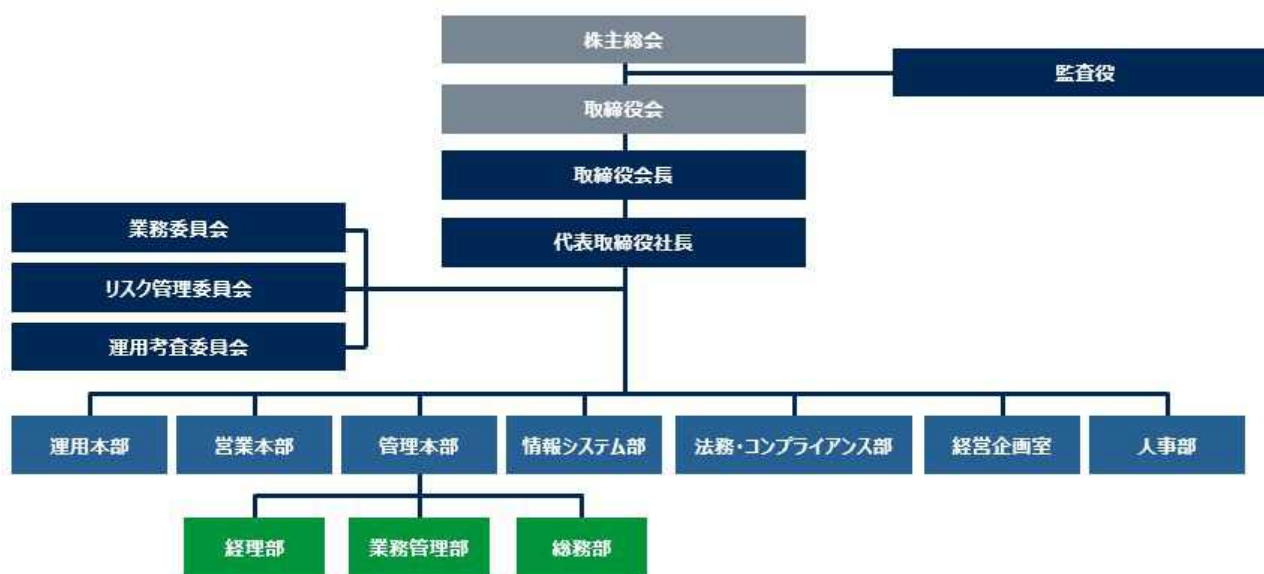 株主総会
監査役
取締役会
取締役会長
代表取締役社長
業務委員会
リスク管理委員会
運用考査委員会
運用本部
営業本部
管理本部
情報システム部
法務・コンプライアンス部
経営企画室
人事部
経理部
業務管理部
総務部